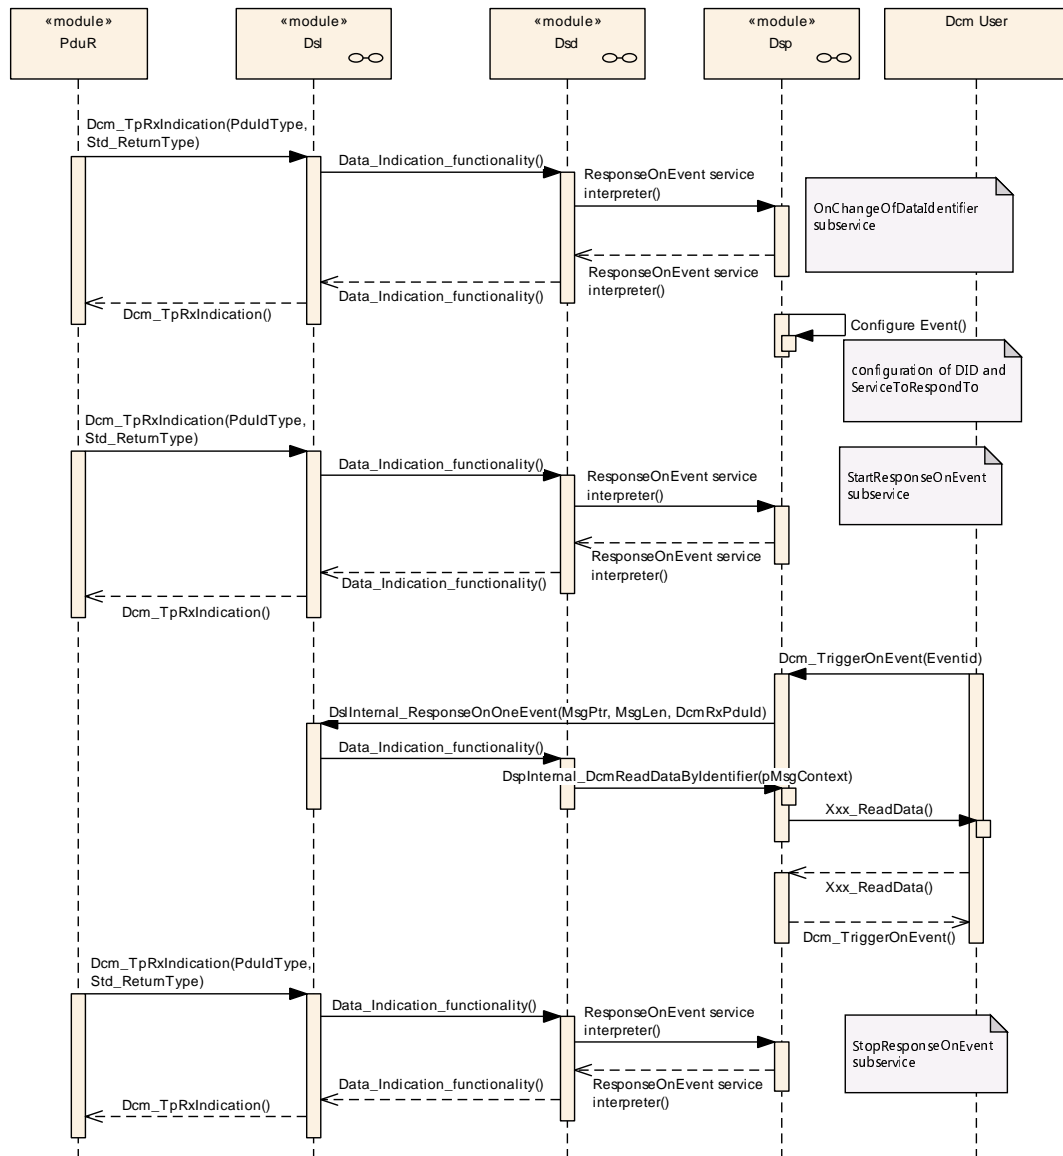 «module»
PduR
«module»
Dsl
«module»
Dsd
«module»
Dsp
Dcm User
Dcm_TpRxIndication(PduIdType,
Std_ReturnType)
Data_Indication_functionality()
ResponseOnEvent service
interpreter()
OnChangeOfDataIdentifier
subservice
ResponseOnEvent service
interpreter()
Data_Indication_functionality()
Dcm_TpRxIndication()
Configure Event()
configuration of DID and
ServiceToRespondTo
Dcm_TpRxIndication(PduIdType,
Std_ReturnType)
Data_Indication_functionality()
ResponseOnEvent service
interpreter()
StartResponseOnEvent
subservice
ResponseOnEvent service
interpreter()
Data_Indication_functionality()
Dcm_TpRxIndication()
Dcm_TriggerOnEvent(Eventid)
DslInternal_ResponseOnOneEvent(MsgPtr, MsgLen, DcmRxPduId)
Data_Indication_functionality()
DspInternal_DcmReadDataByIdentifier(pMsgContext)
Xxx_ReadData()
Xxx_ReadData()
Dcm_TriggerOnEvent()
Dcm_TpRxIndication(PduIdType,
Std_ReturnType)
Data_Indication_functionality()
ResponseOnEvent service
interpreter()
StopResponseOnEvent
subservice
ResponseOnEvent service
interpreter()
Data_Indication_functionality()
Dcm_TpRxIndication()